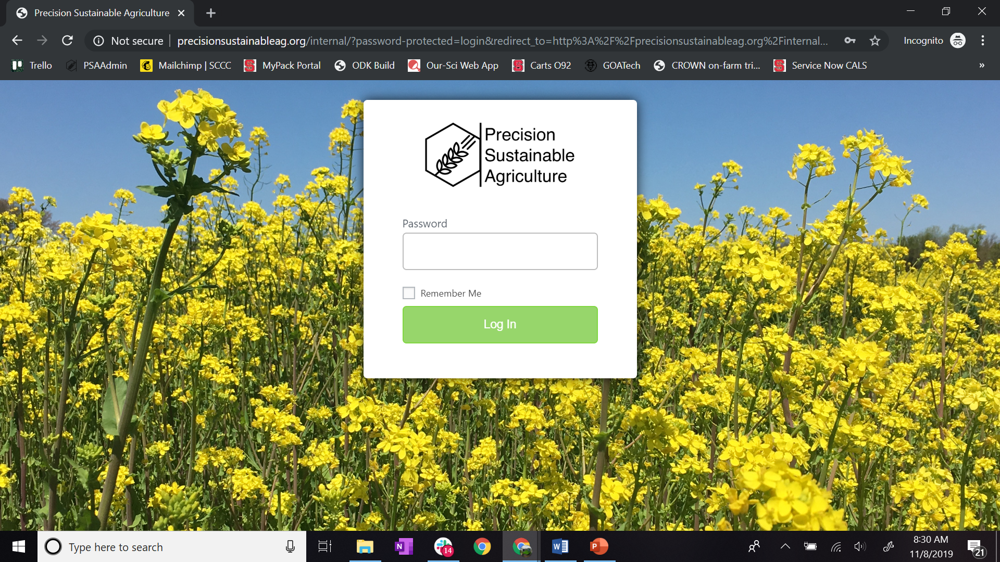 Precision Sustainable Agriculture
Not secure
precisionsustainableag.org/internal/?password-protected=login&redirect_to=http%3A%2F%2Fprecisionsustainableag.org%2Finternal...
Incognito
Trello
PSAAdmin
Mailchimp | SCCC
MyPack Portal
ODK Build
Our-Sci Web App
Carts O92
GOATech
CROWN on-farm tri...
Service Now CALS
»
Precision
Sustainable
Agriculture
Password
Remember Me
Log In
Type here to search
N
14
W
P
8:30 AM
11/8/2019
21